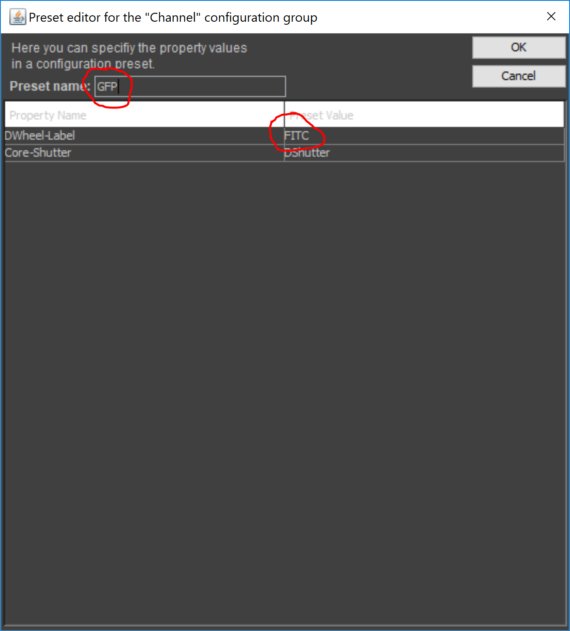 Preset editor for the "Channel" configuration group
Here you can specifiy the property values
in a configuration preset.
OK
Cancel
Preset name: GFP
Property Name Preset Value
DWheel-Label FITC
Core-Shutter DShutter